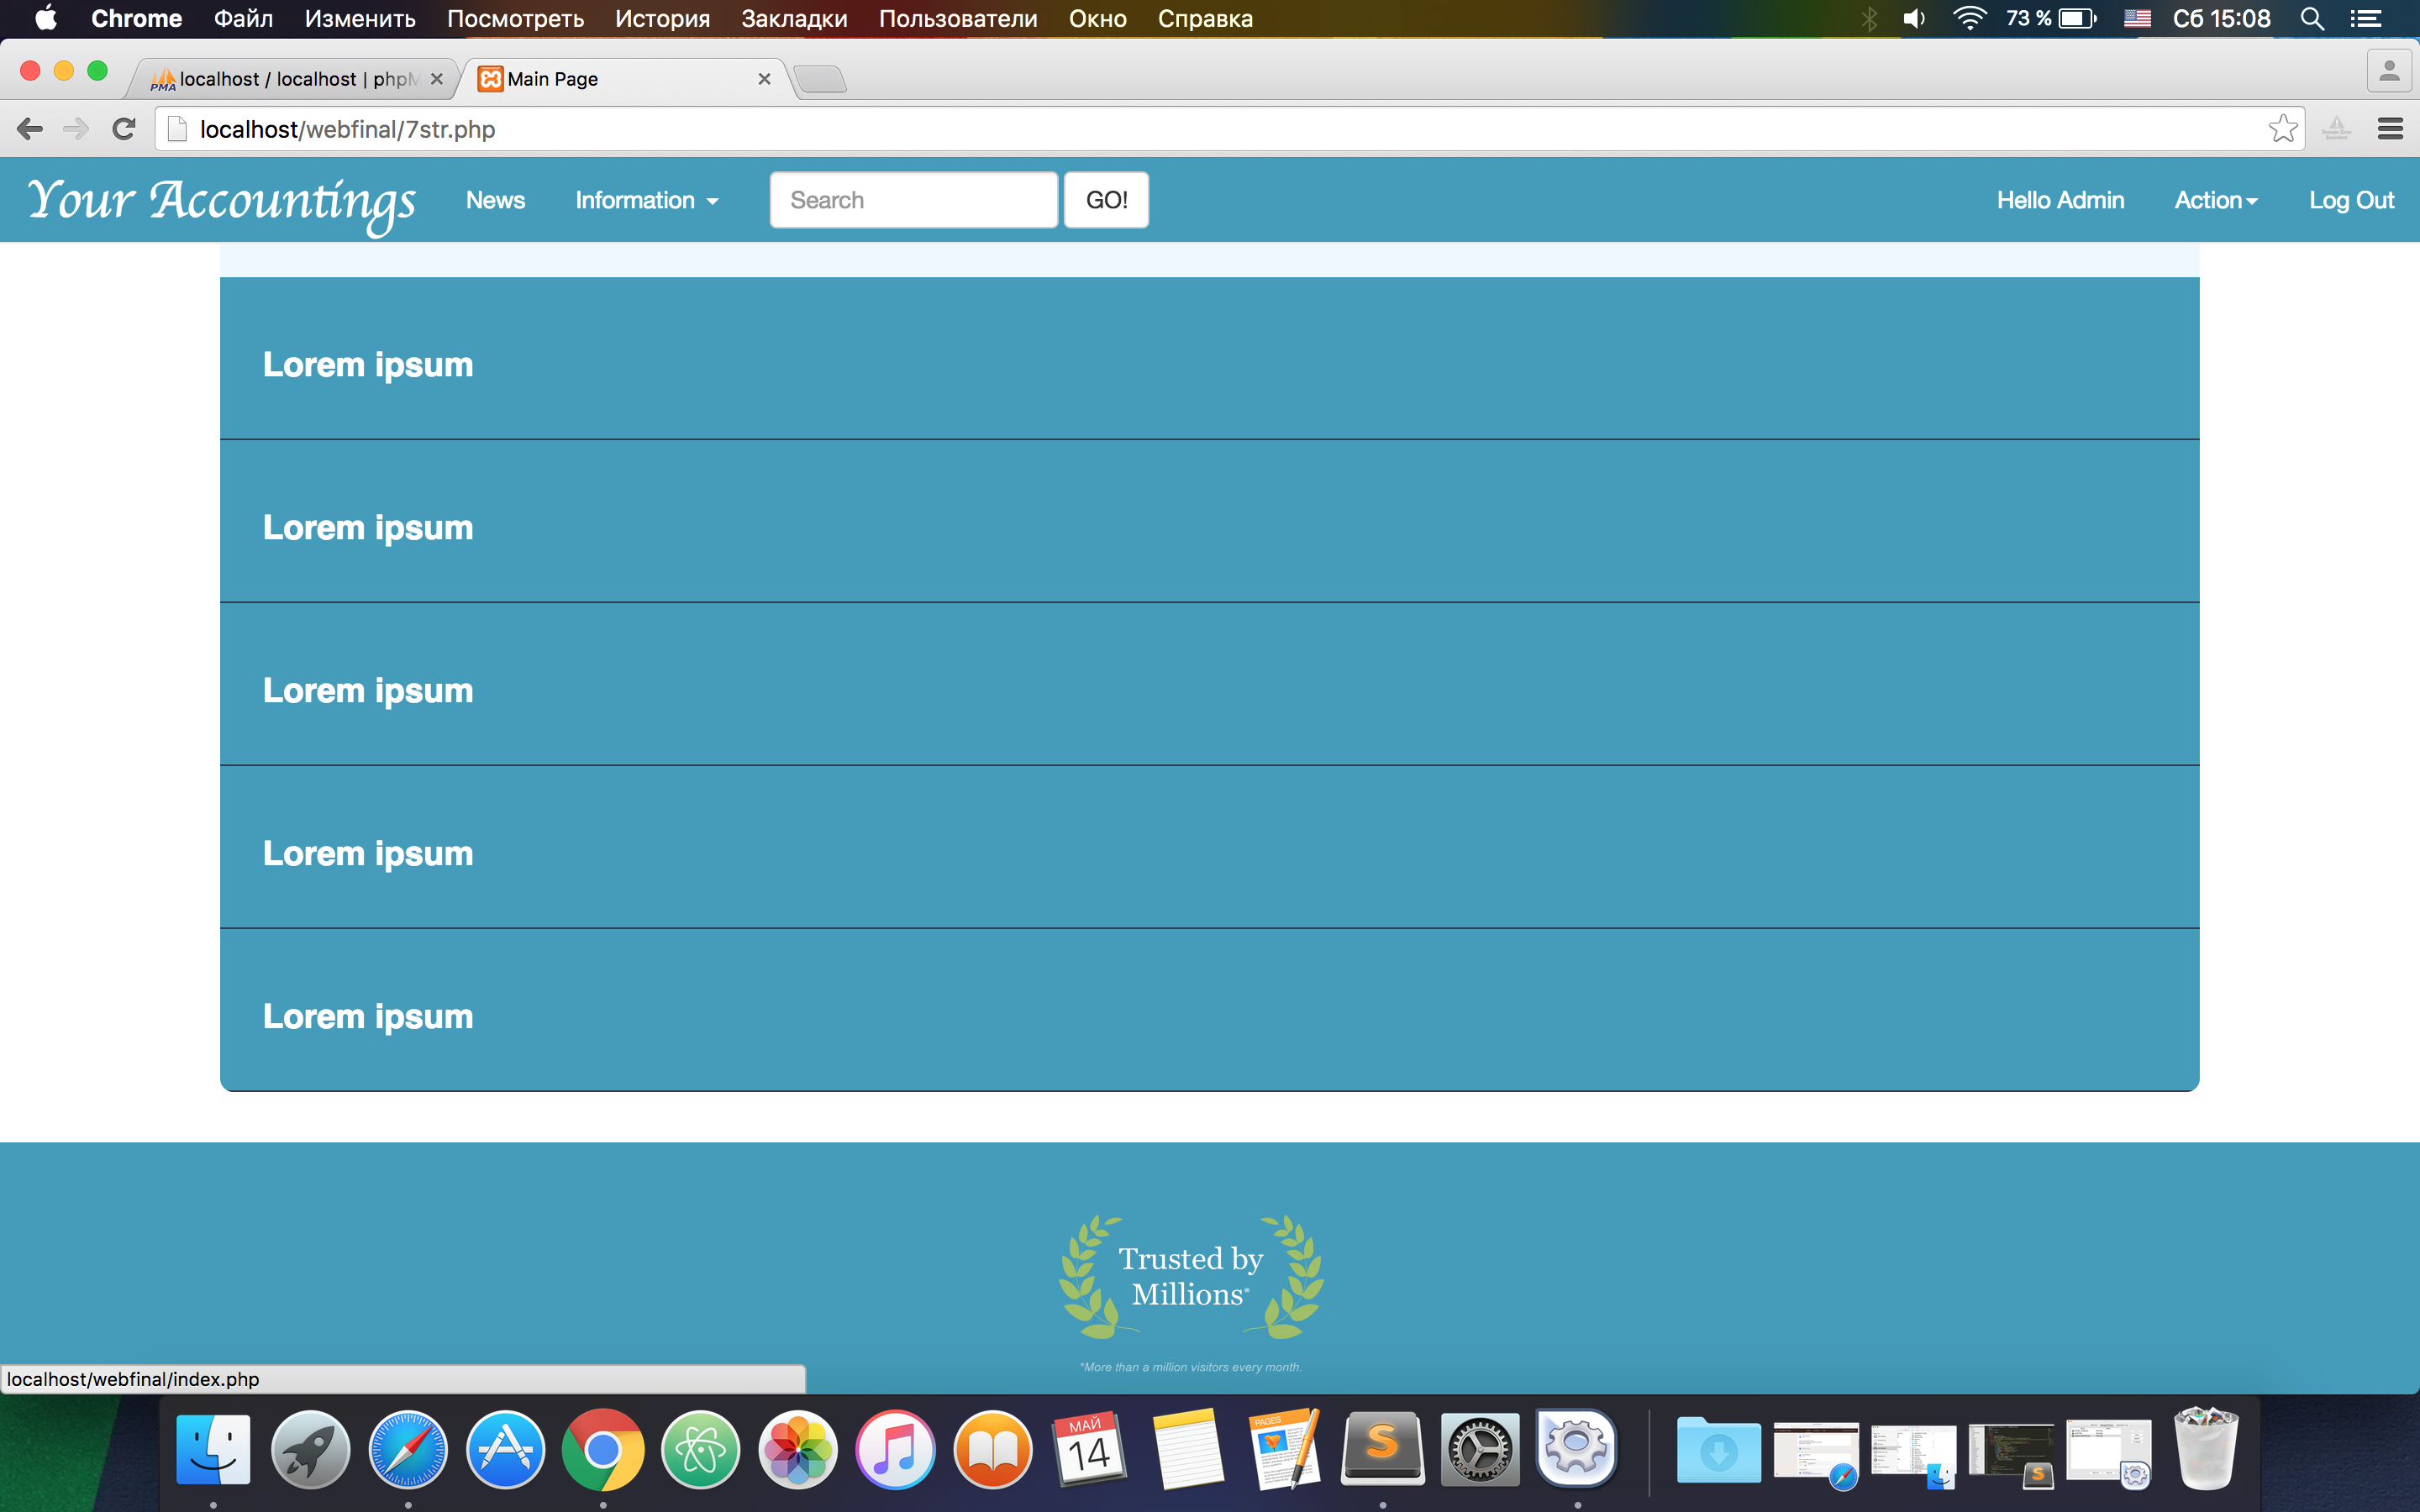 Chrome Файл Изменить Посмотреть История Закладки Пользователи Окно Справка 73 % Сб 15:08
localhost / localhost | phpM Main Page
localhost/webfinal/7str.php
Your Accountings News Information Search GO! Hello Admin Action Log Out
Lorem ipsum
Lorem ipsum
Lorem ipsum
Lorem ipsum
Lorem ipsum
Trusted by
Millions*
*More than a million visitors every month.
localhost/webfinal/index.php
МАЙ
14
PAGES